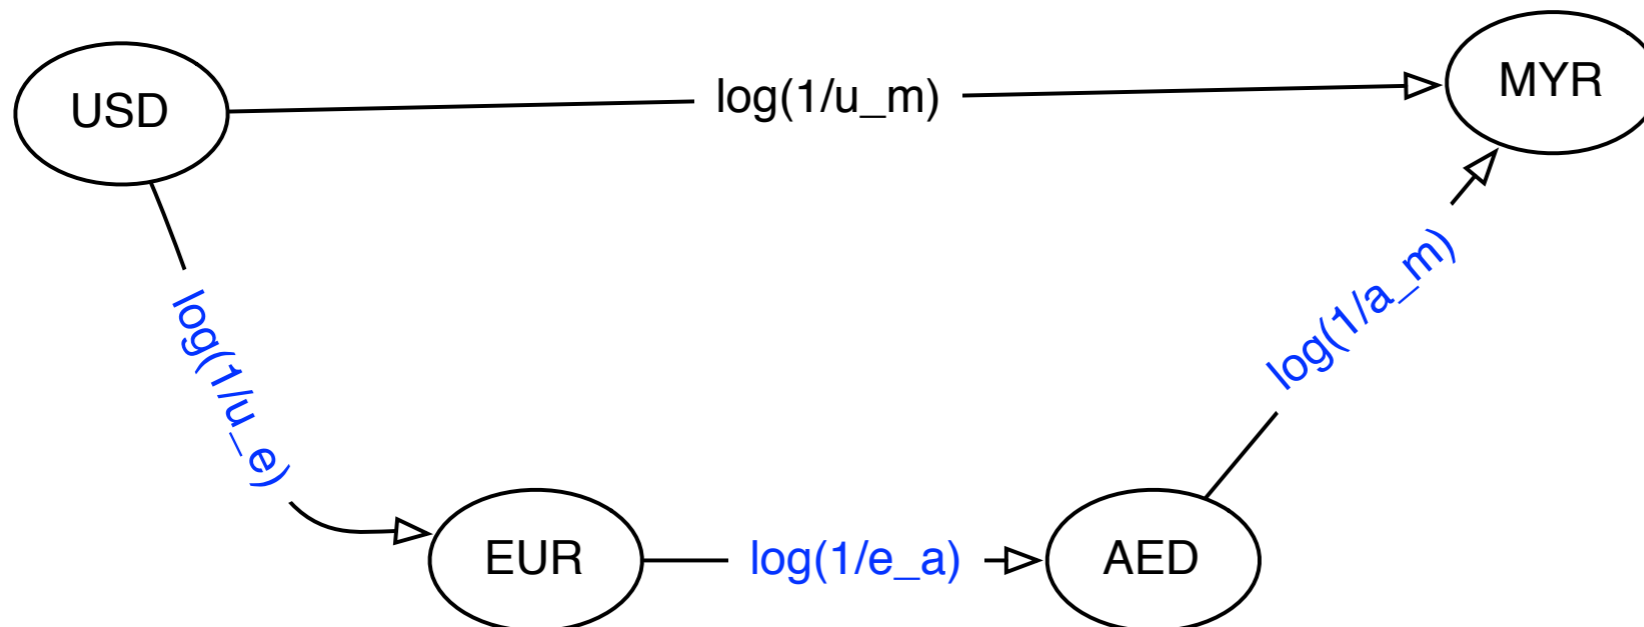 USD
log(1/u_m)
MYR
log(1/u_e)
log(1/a_m)
EUR
log(1/e_a)
AED